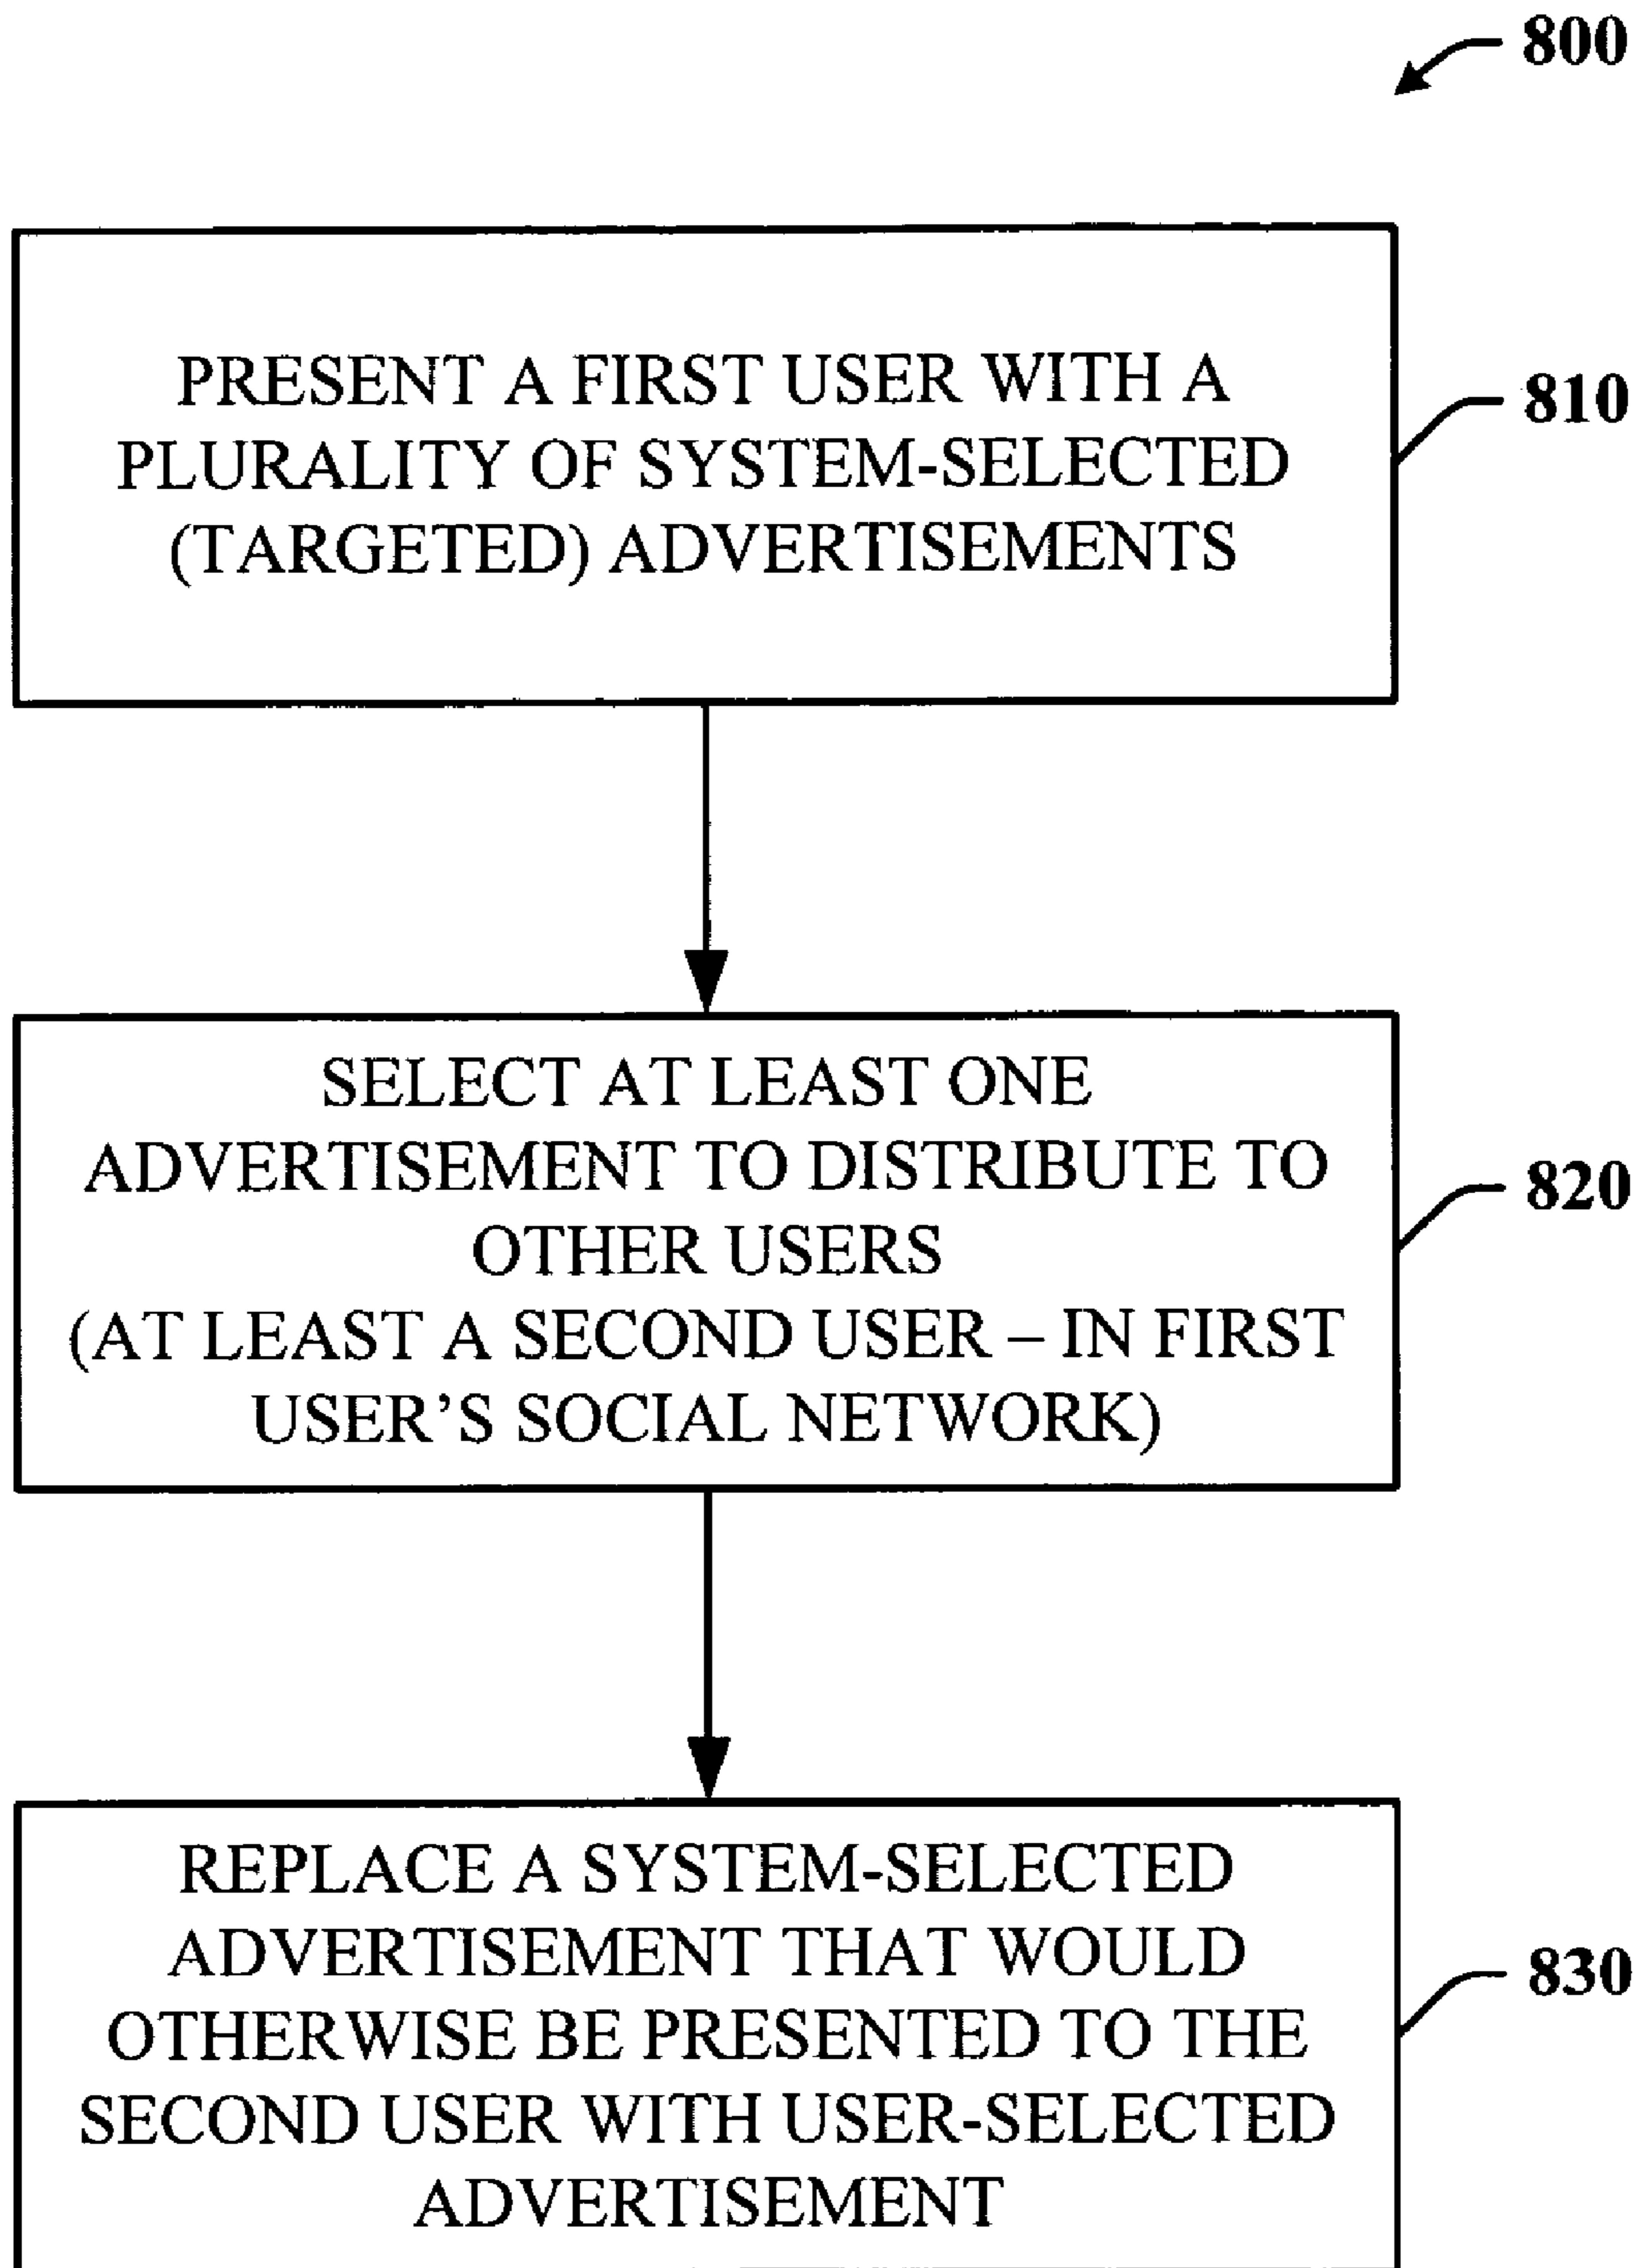 800
PRESENT A FIRST USER WITH A
PLURALITY OF SYSTEM-SELECTED
(TARGETED) ADVERTISEMENTS
810
SELECT AT LEAST ONE
ADVERTISEMENT TO DISTRIBUTE TO
OTHER USERS
(AT LEAST A SECOND USER – IN FIRST
USER’S SOCIAL NETWORK)
820
REPLACE A SYSTEM-SELECTED
ADVERTISEMENT THAT WOULD
OTHERWISE BE PRESENTED TO THE
SECOND USER WITH USER-SELECTED
ADVERTISEMENT
830